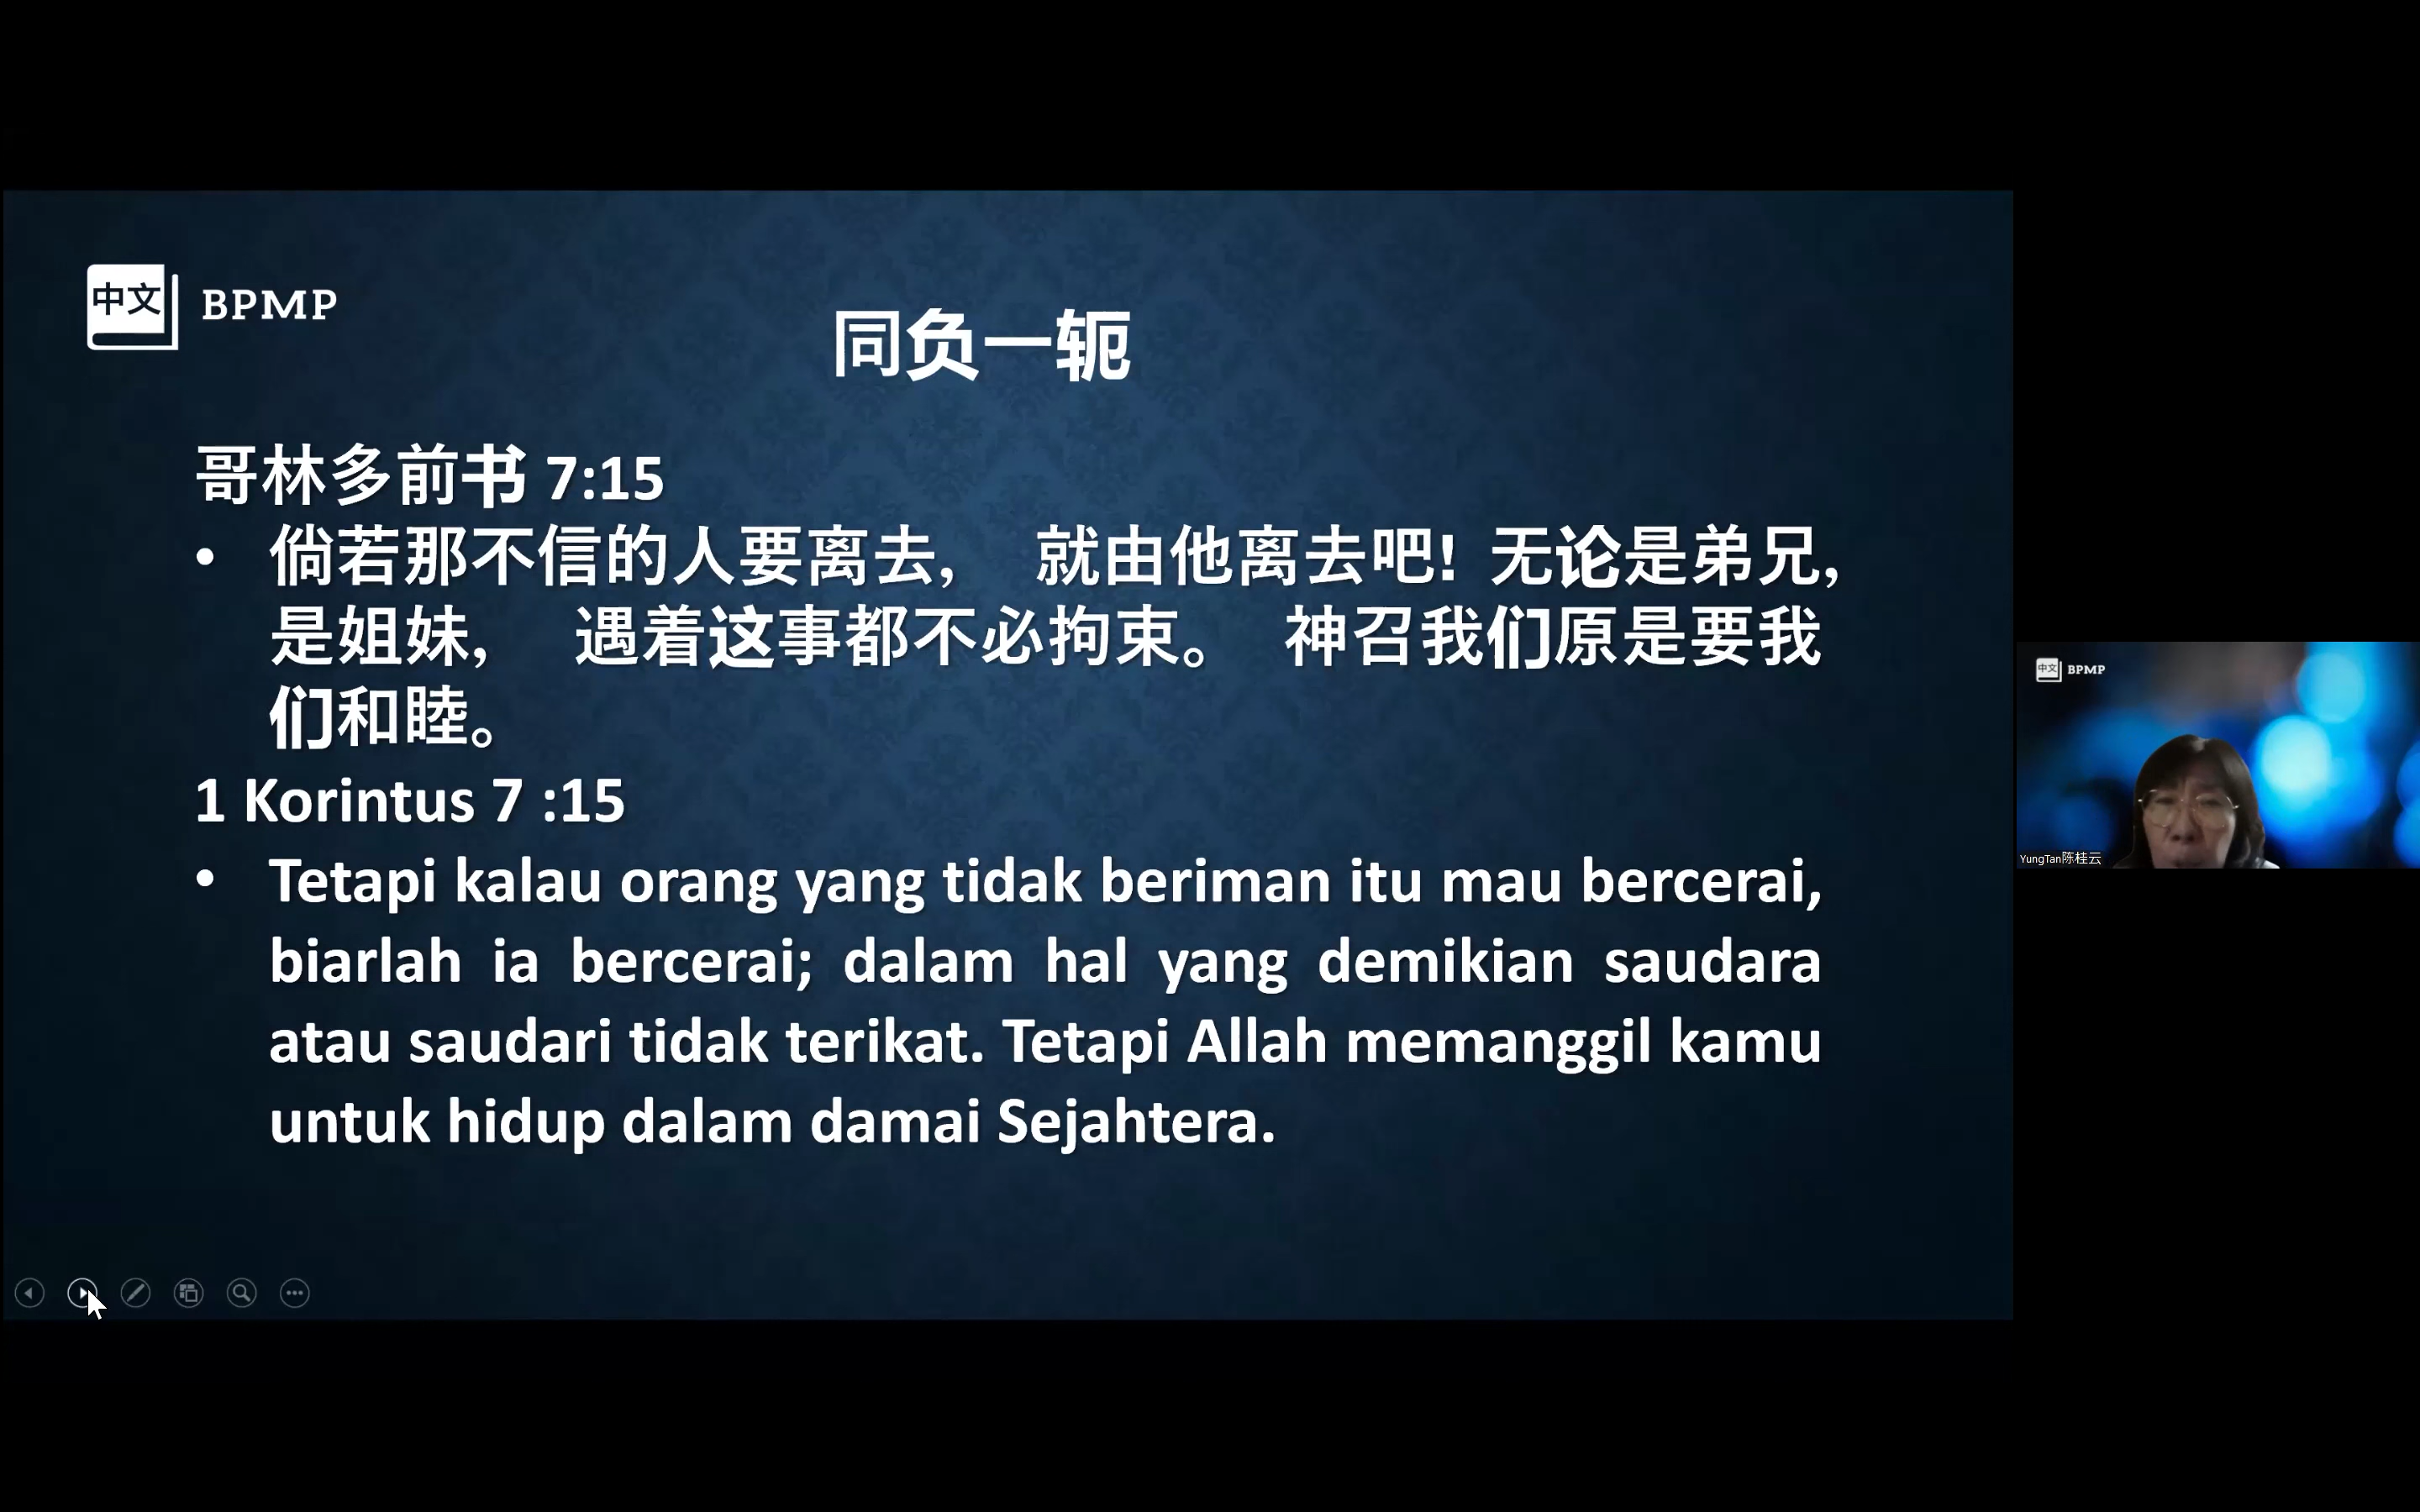 中文 BPMP
同负一轭
哥林多前书 7:15
• 倘若那不信的人要离去， 就由他离去吧! 无论是弟兄，
是姐妹， 遇着这事都不必拘束。 神召我们原是要我
们和睦。
1 Korintus 7 :15
• Tetapi kalau orang yang tidak beriman itu mau bercerai,
biarlah ia bercerai; dalam hal yang demikian saudara
atau saudari tidak terikat. Tetapi Allah memanggil kamu
untuk hidup dalam damai Sejahtera.
中文 BPMP
YungTan陈桂云